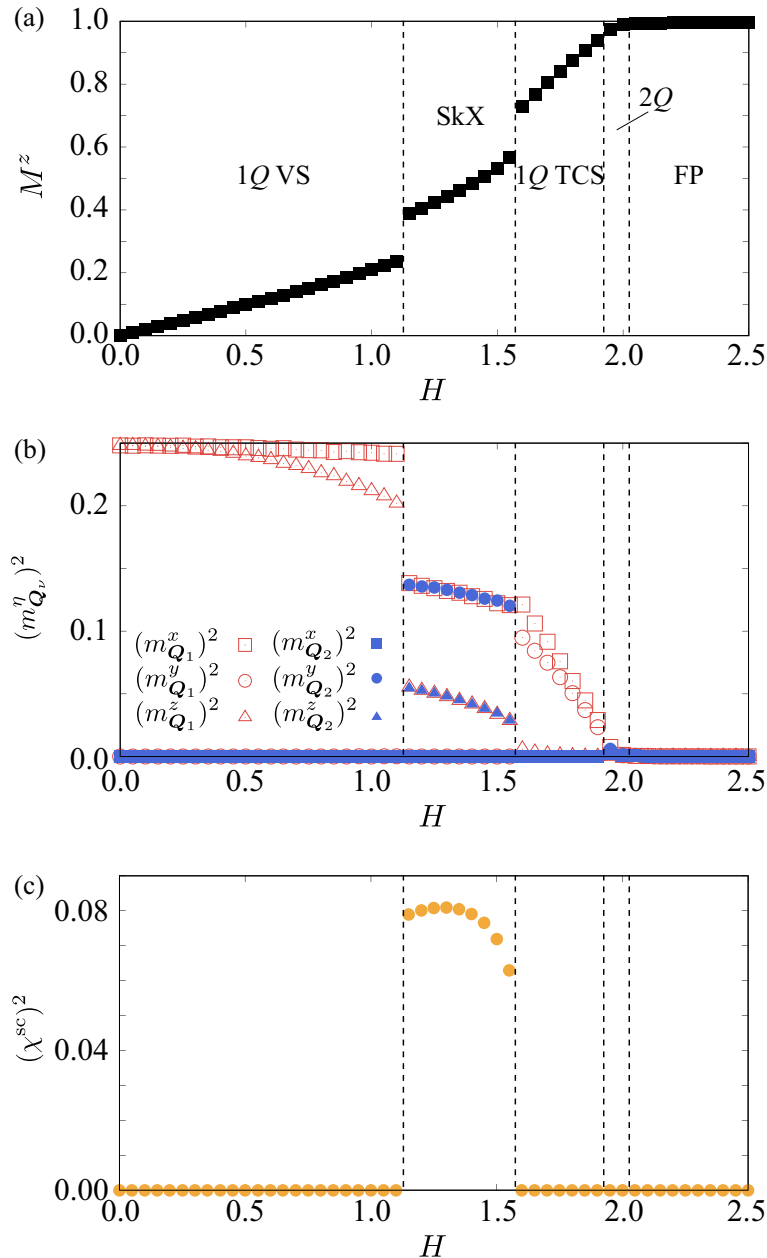 (a)
1.0
0.8
0.6
0.4
0.2
0.0
M^z
1Q VS
SkX
1Q TCS
2Q
FP
0.0 0.5 1.0 1.5 2.0 2.5
H
(b)
0.2
0.1
0.0
(m^η_{Q_ν})^2
(m^x_{Q_1})^2 (m^x_{Q_2})^2
(m^y_{Q_1})^2 (m^y_{Q_2})^2
(m^z_{Q_1})^2 (m^z_{Q_2})^2
0.0 0.5 1.0 1.5 2.0 2.5
H
(c)
0.08
0.04
0.00
(χ^{sc})^2
0.0 0.5 1.0 1.5 2.0 2.5
H